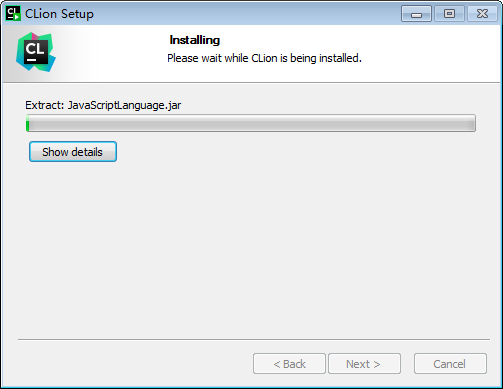 CL CLion Setup
CL
Installing
Please wait while CLion is being installed.
Extract: JavaScriptLanguage.jar
Show details
< Back
Next >
Cancel